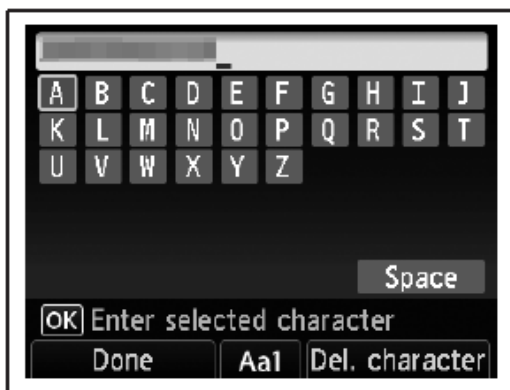 A B C D E F G H I J
K L M N O P Q R S T
U V W X Y Z
Space
OK Enter selected character
Done Aa1 Del. character